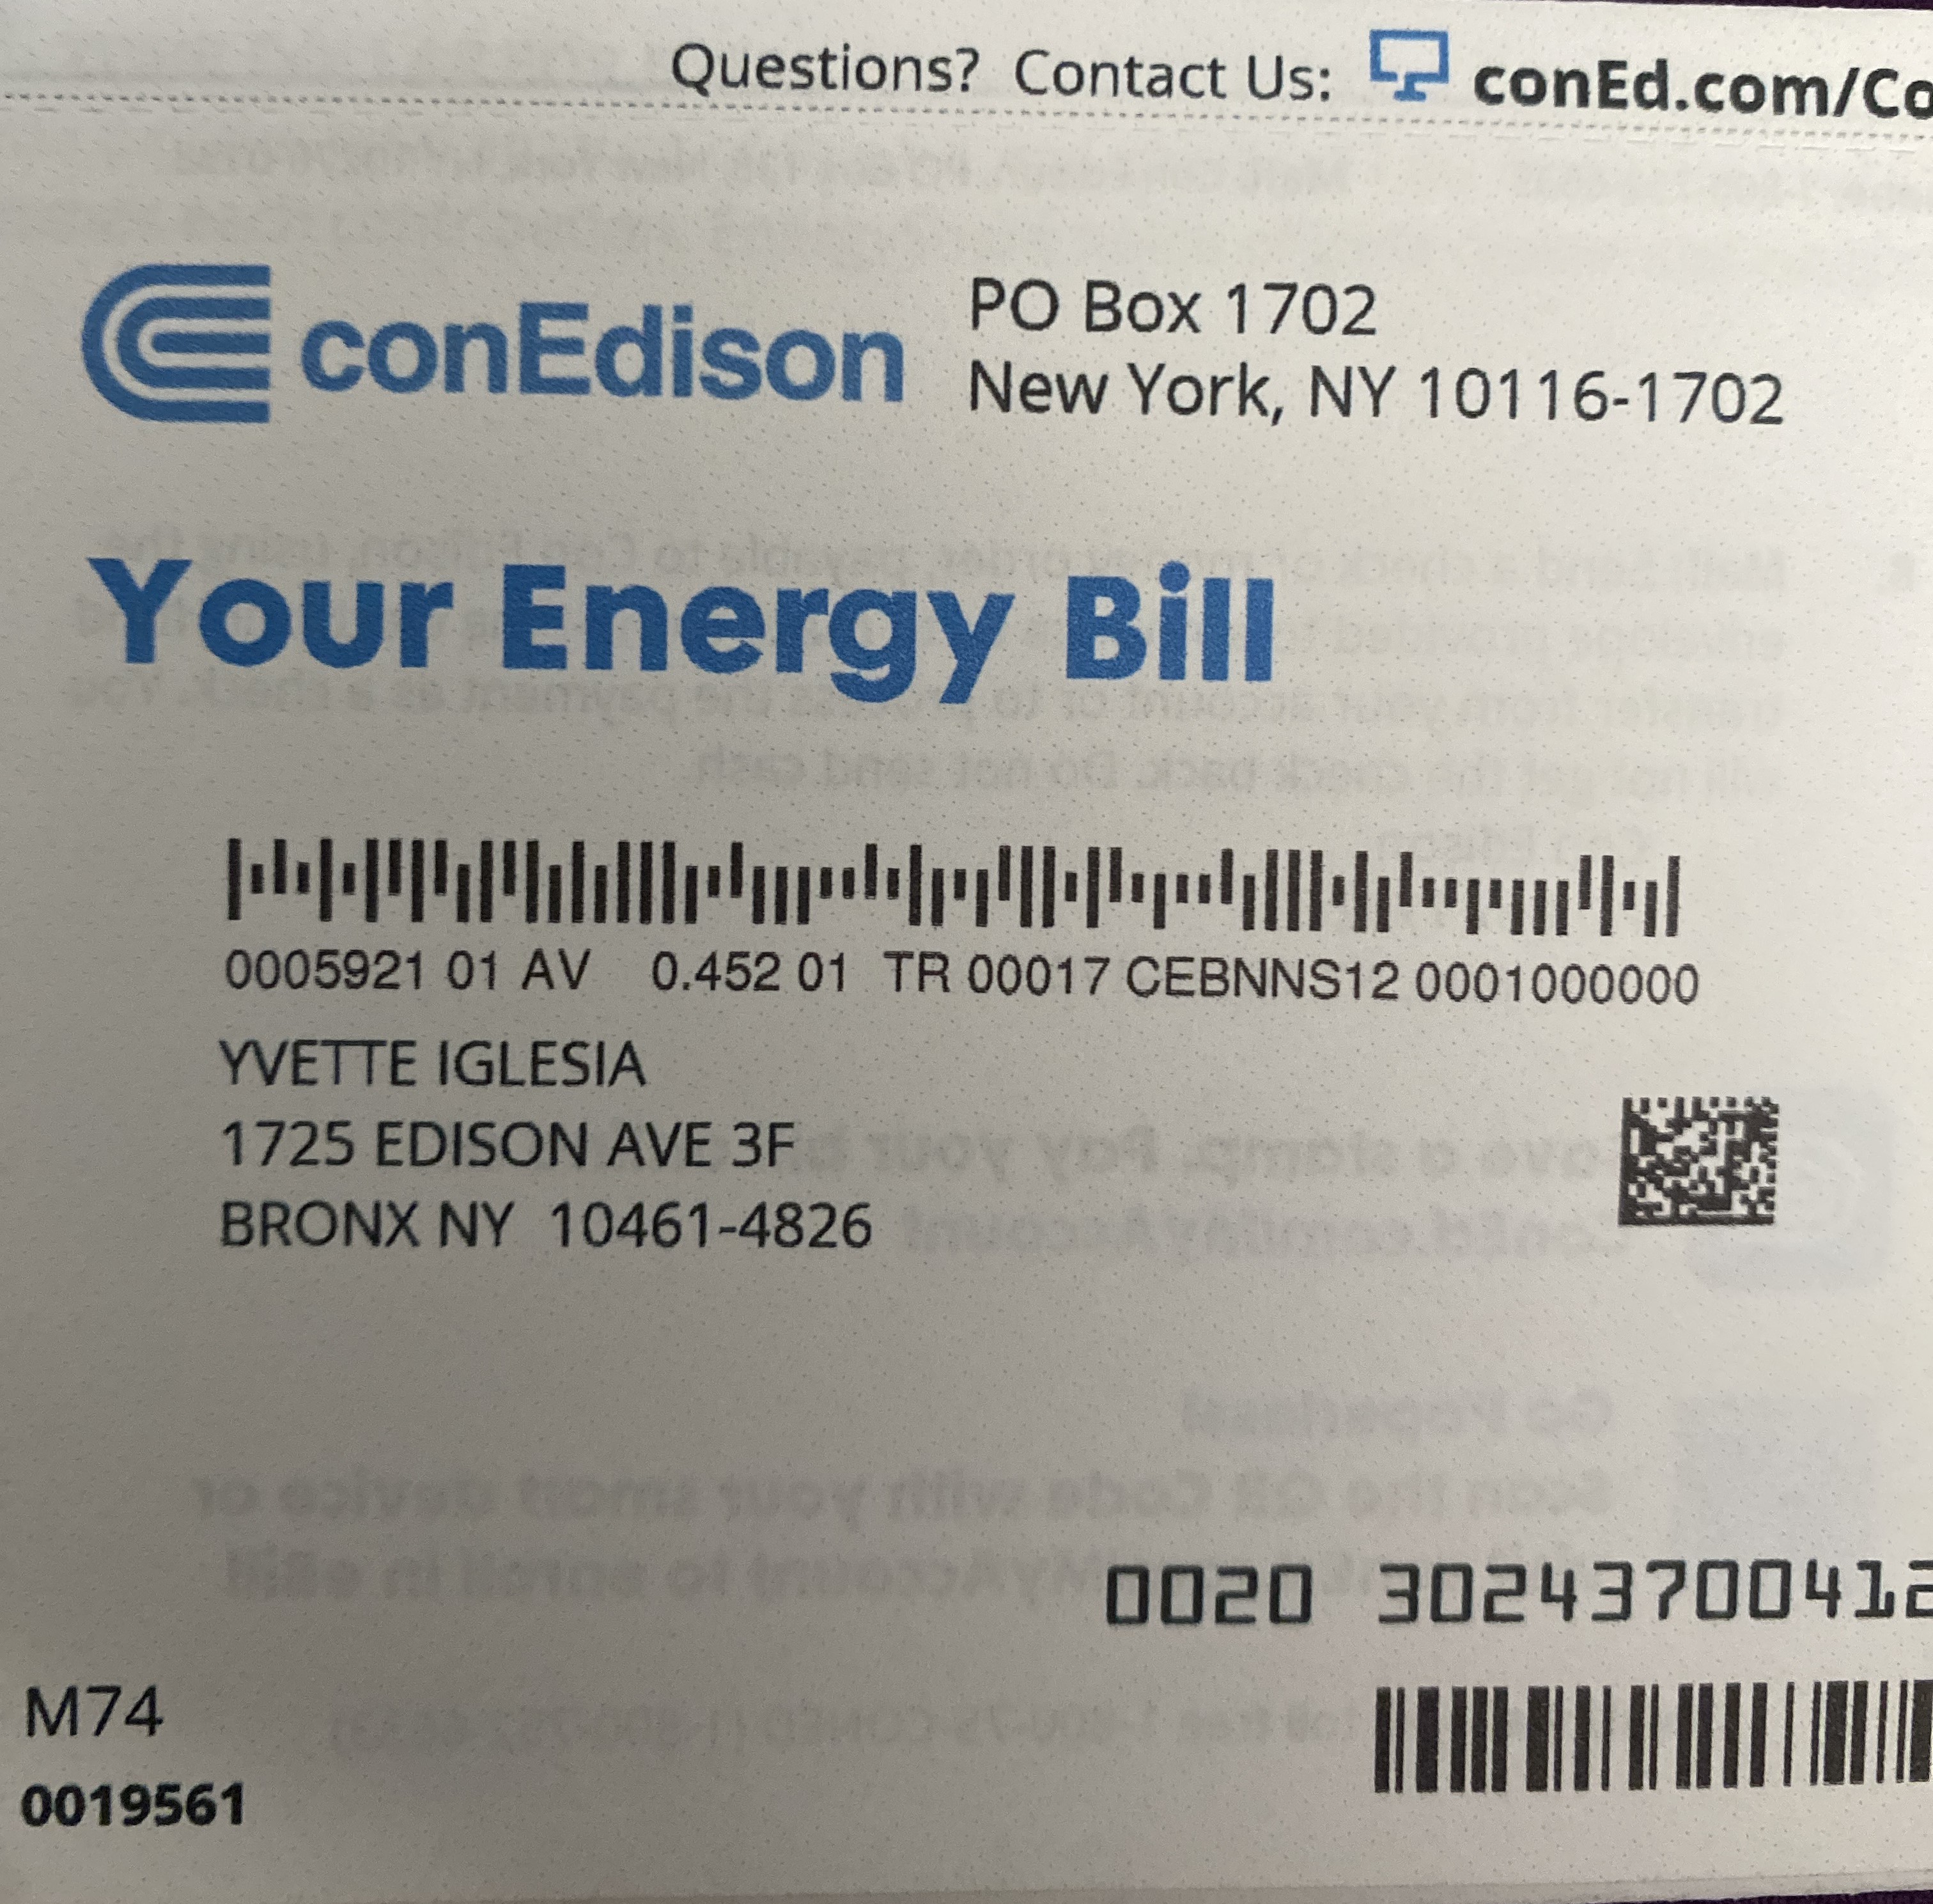 Questions? Contact Us: conEd.com/Co
conEdison
PO Box 1702
New York, NY 10116-1702
Your Energy Bill
0005921 01 AV 0.452 01 TR 00017 CEBNNS12 0001000000
YVETTE IGLESIA
1725 EDISON AVE 3F
BRONX NY 10461-4826
0020 30243700412
M74
0019561